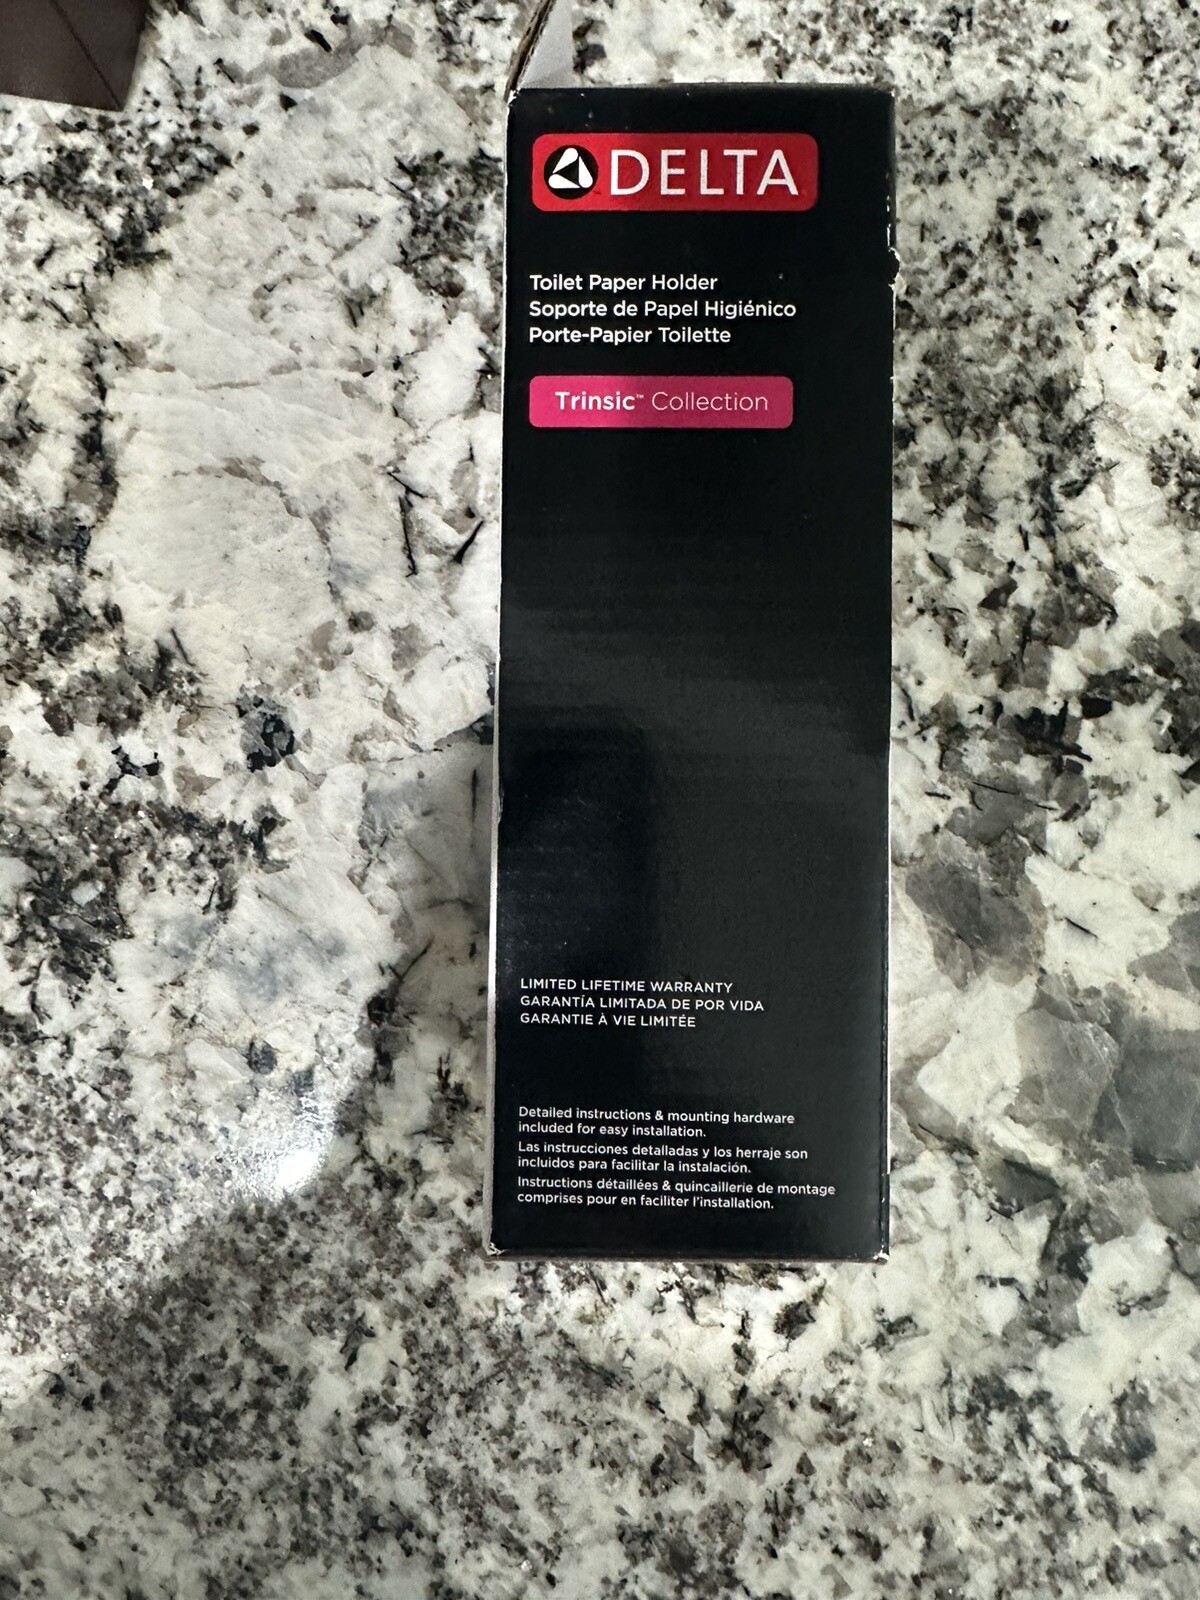 DELTA
Toilet Paper Holder
Soporte de Papel Higiénico
Porte-Papier Toilette
Trinsic™ Collection
LIMITED LIFETIME WARRANTY
GARANTÍA LIMITADA DE POR VIDA
GARANTIE À VIE LIMITÉE
Detailed instructions & mounting hardware
included for easy installation.
Las instrucciones detalladas y los herraje son
incluidos para facilitar la instalación.
Instructions détaillées & quincaillerie de montage
comprises pour en faciliter l'installation.